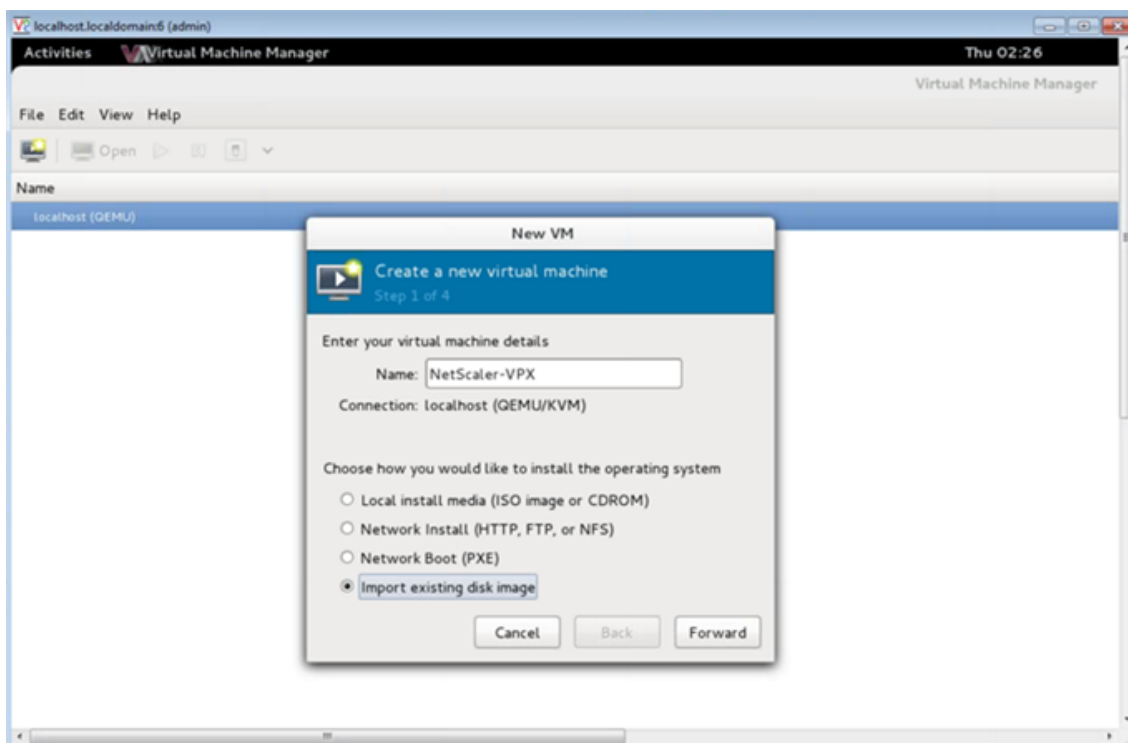 localhost.localdomain:6 (admin)
Activities Virtual Machine Manager Thu 02:26
Virtual Machine Manager
File Edit View Help
Open
Name
localhost (QEMU)
New VM
Create a new virtual machine
Step 1 of 4
Enter your virtual machine details
Name: NetScaler-VPX
Connection: localhost (QEMU/KVM)
Choose how you would like to install the operating system
Local install media (ISO image or CDROM)
Network Install (HTTP, FTP, or NFS)
Network Boot (PXE)
Import existing disk image
Cancel Back Forward